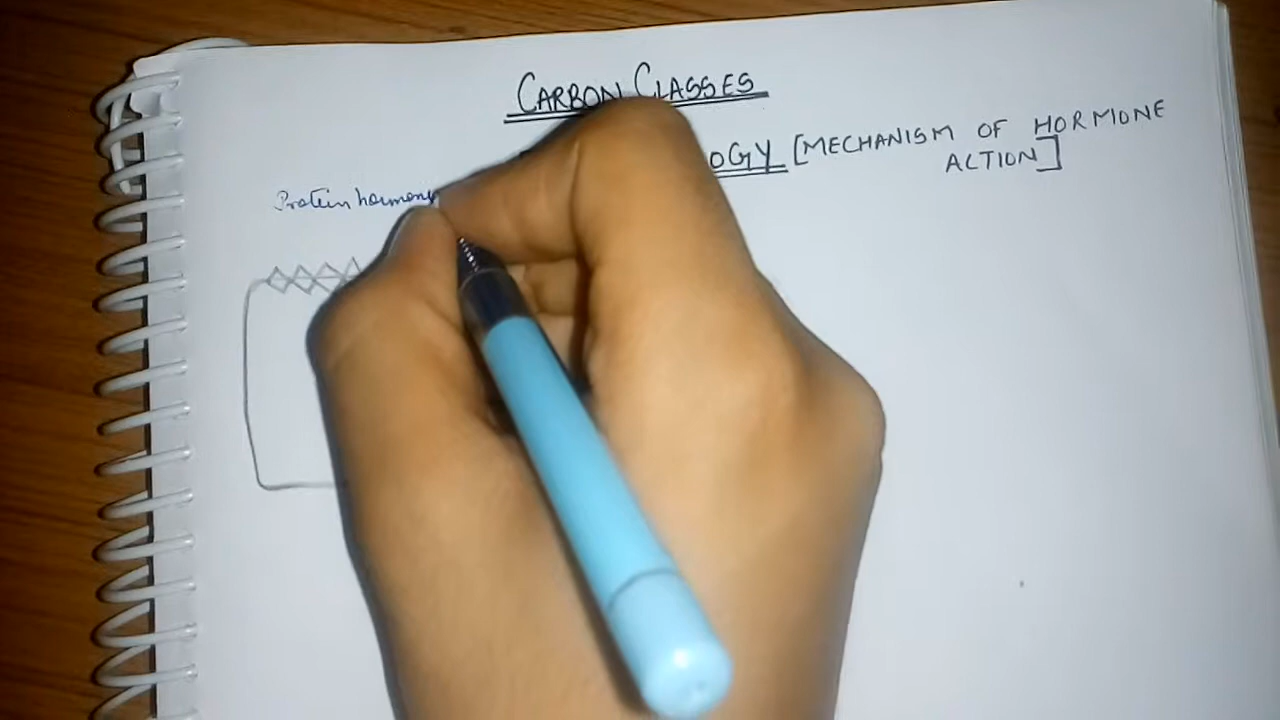 CARBON CLASSES
OGY [MECHANISM OF HORMONE
ACTION]
Protein hormone